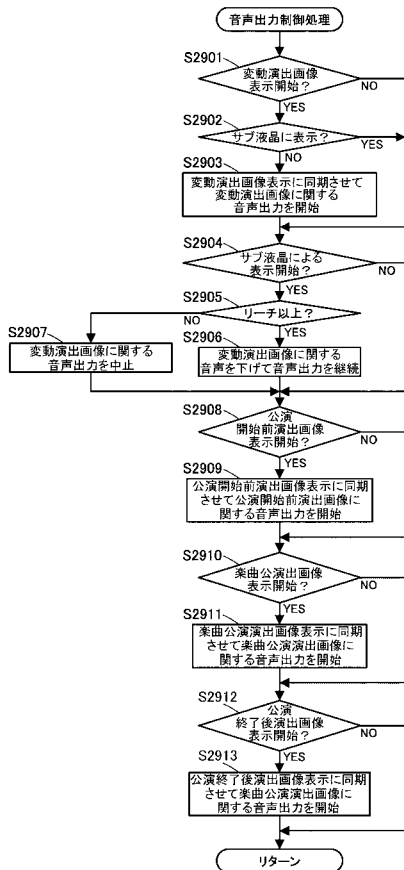 音声出力制御処理
S2901
変動演出画像
表示開始？
NO
YES
S2902
サブ液晶に表示？
YES
NO
S2903
変動演出画像表示に同期させて
変動演出画像に関する
音声出力を開始
S2904
サブ液晶による
表示開始？
NO
YES
S2905
リーチ以上？
NO
YES
S2907
変動演出画像に関する
音声出力を中止
S2906
変動演出画像に関する
音声を下げて音声出力を継続
S2908
公演
開始前演出画像
表示開始？
NO
YES
S2909
公演開始前演出画像表示に同期
させて公演開始前演出画像に
関する音声出力を開始
S2910
楽曲公演演出画像
表示開始？
NO
YES
S2911
楽曲公演演出画像表示に同期
させて楽曲公演演出画像に
関する音声出力を開始
S2912
公演
終了後演出画像
表示開始？
NO
YES
S2913
公演終了後演出画像表示に同期
させて楽曲公演演出画像に
関する音声出力を開始
リターン